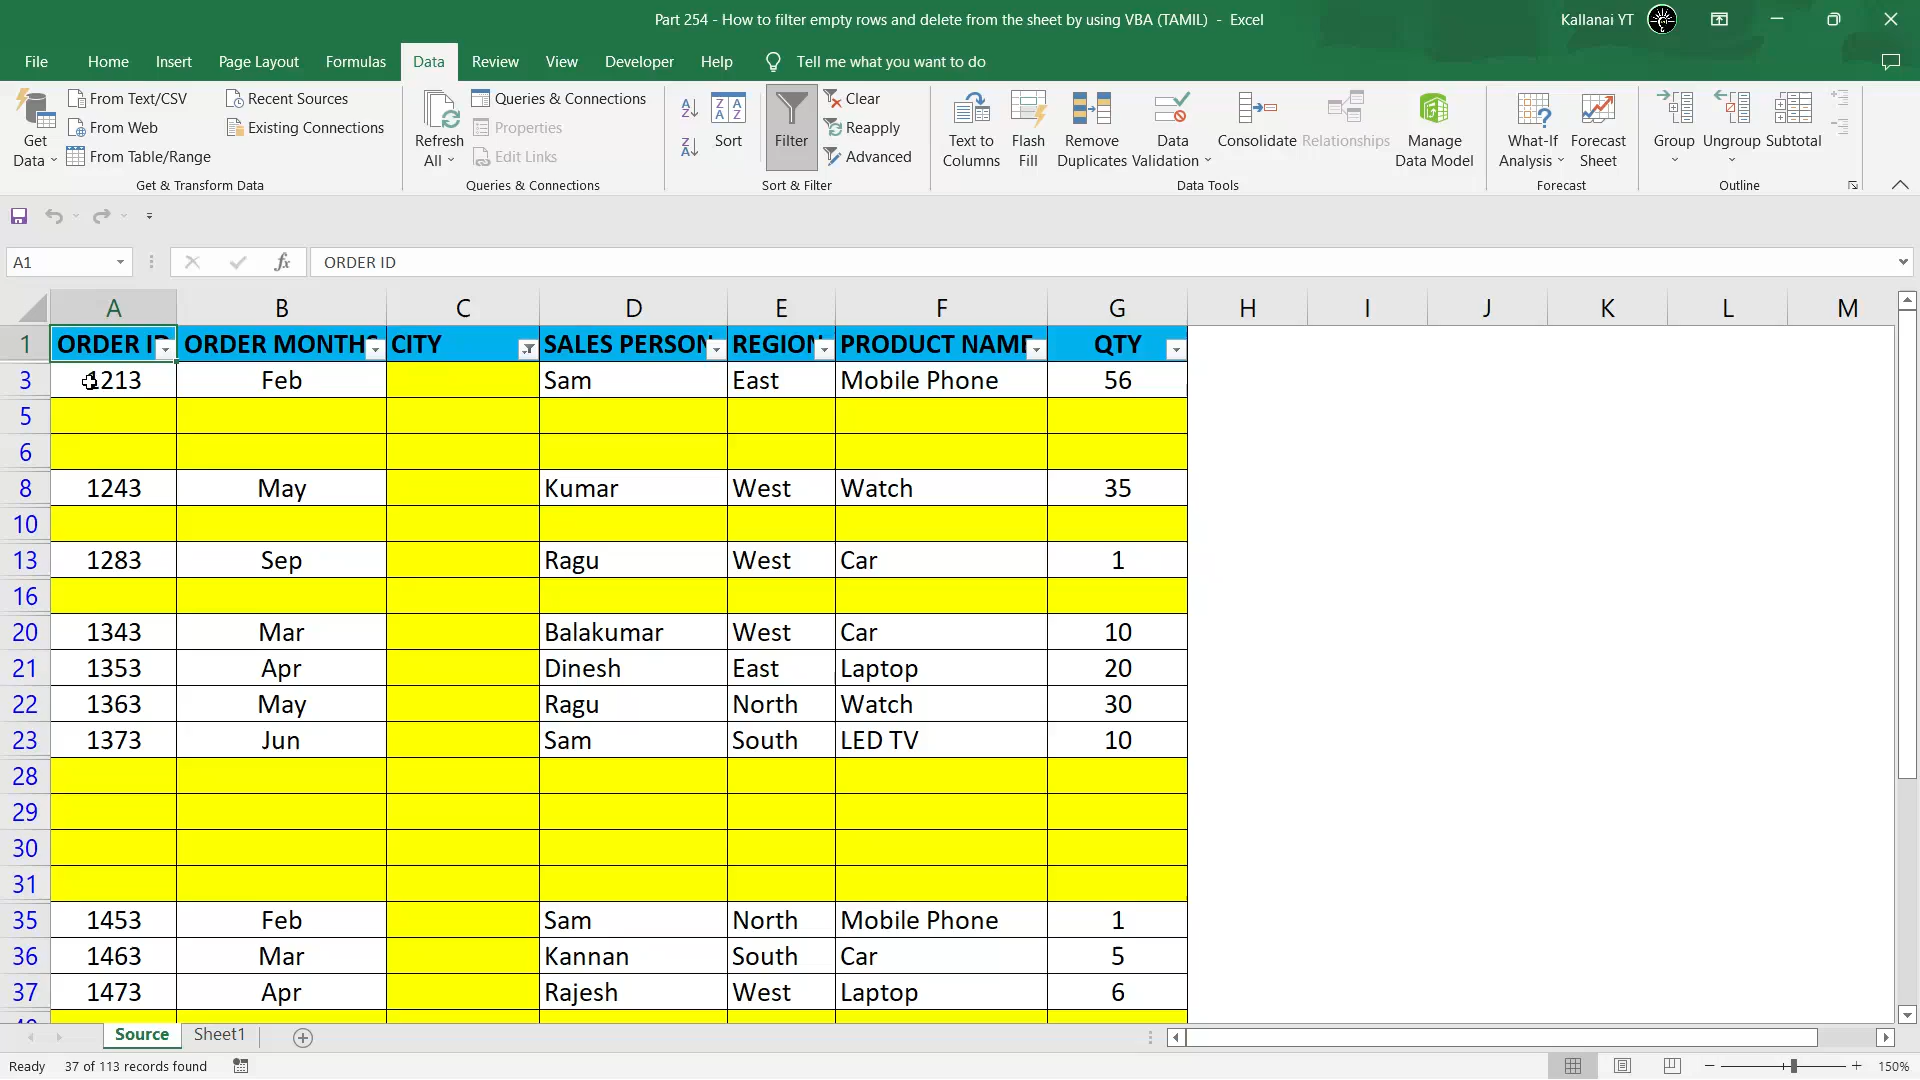 Part 254 - How to filter empty rows and delete from the sheet by using VBA (TAMIL) - Excel
Kallanai YT
File Home Insert Page Layout Formulas Data Review View Developer Help Tell me what you want to do
Get Data
From Text/CSV
From Web
From Table/Range
Recent Sources
Existing Connections
Get & Transform Data
Refresh All
Queries & Connections
Properties
Edit Links
Queries & Connections
Sort
Filter
Clear
Reapply
Advanced
Sort & Filter
Text to Columns
Flash Fill
Remove Duplicates
Data Validation
Consolidate
Relationships
Manage Data Model
Data Tools
What-If Analysis
Forecast Sheet
Forecast
Group
Ungroup
Subtotal
Outline
A1 fx ORDER ID
A B C D E F G H I J K L M
1 ORDER ID ORDER MONTHS CITY SALES PERSON REGION PRODUCT NAME QTY
3 1213 Feb Sam East Mobile Phone 56
5
6
8 1243 May Kumar West Watch 35
10
13 1283 Sep Ragu West Car 1
16
20 1343 Mar Balakumar West Car 10
21 1353 Apr Dinesh East Laptop 20
22 1363 May Ragu North Watch 30
23 1373 Jun Sam South LED TV 10
28
29
30
31
35 1453 Feb Sam North Mobile Phone 1
36 1463 Mar Kannan South Car 5
37 1473 Apr Rajesh West Laptop 6
Source Sheet1
Ready 37 of 113 records found 150%